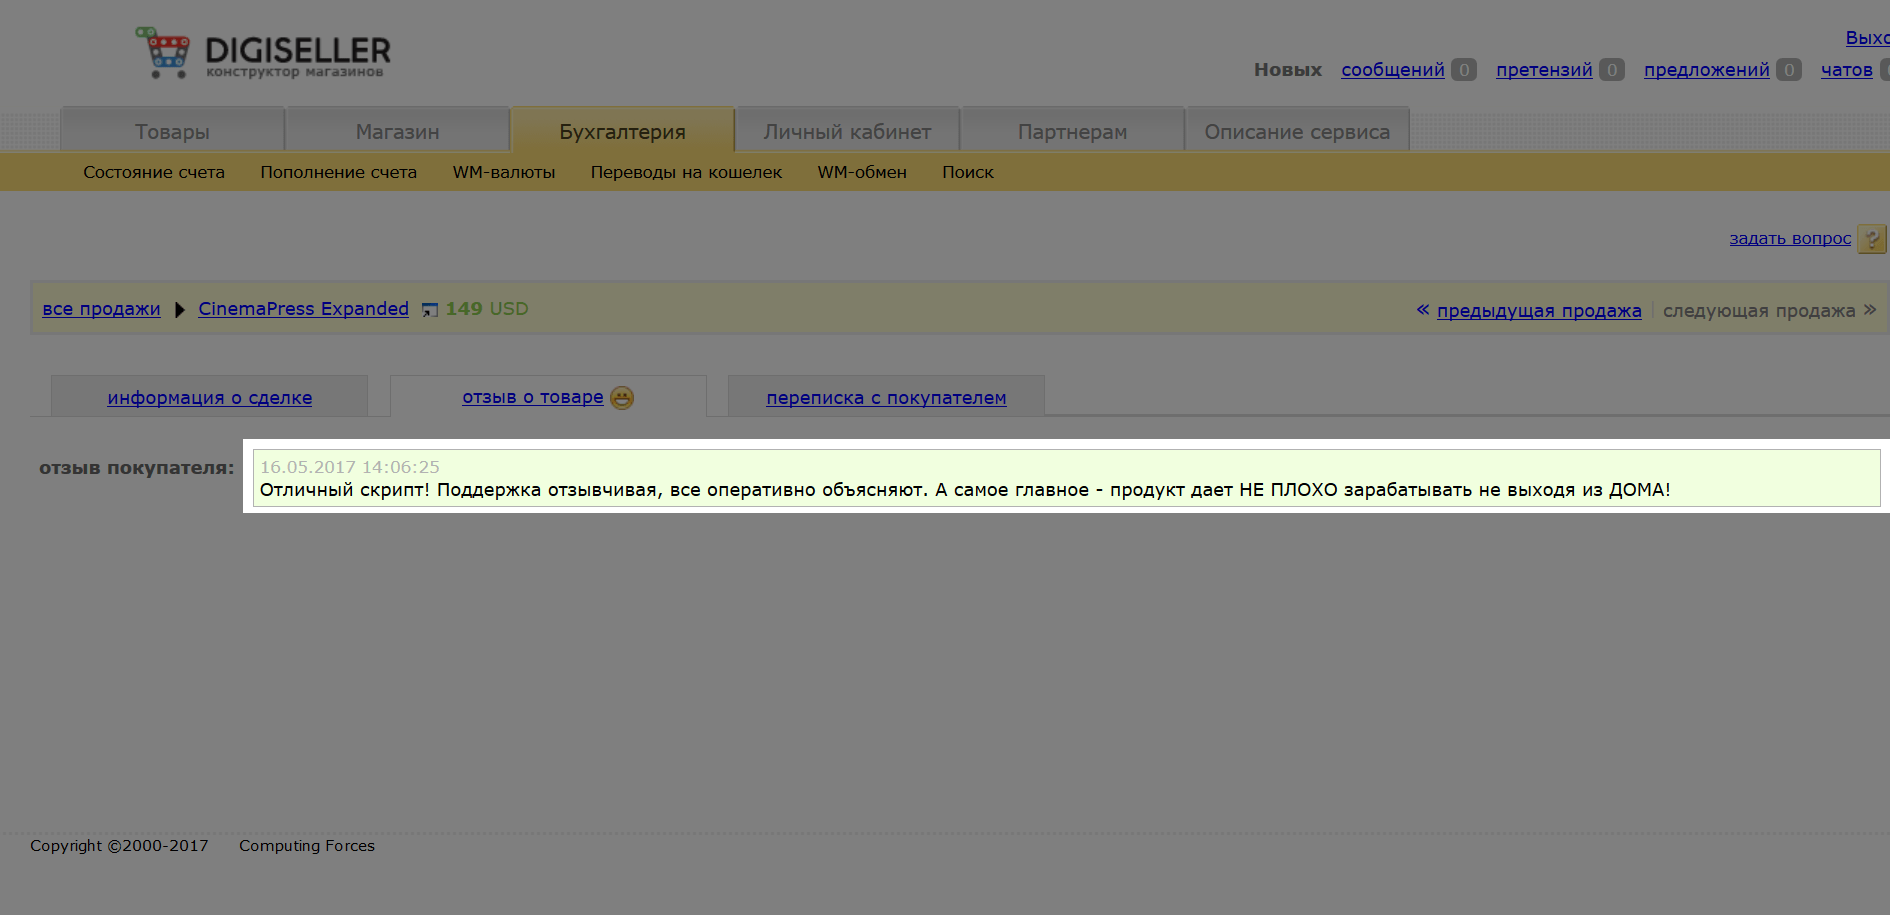 DIGISELLER
конструктор магазинов
Новых сообщений 0 претензий 0 предложений 0 чатов
Товары Магазин Бухгалтерия Личный кабинет Партнерам Описание сервиса
Состояние счета Пополнение счета WM-валюты Переводы на кошелек WM-обмен Поиск
задать вопрос ?
все продажи CinemaPress Expanded 149 USD « предыдущая продажа следующая продажа »
информация о сделке отзыв о товаре переписка с покупателем
отзыв покупателя: 16.05.2017 14:06:25
Отличный скрипт! Поддержка отзывчивая, все оперативно объясняют. А самое главное - продукт дает НЕ ПЛОХО зарабатывать не выходя из ДОМА!
Copyright ©2000-2017 Computing Forces